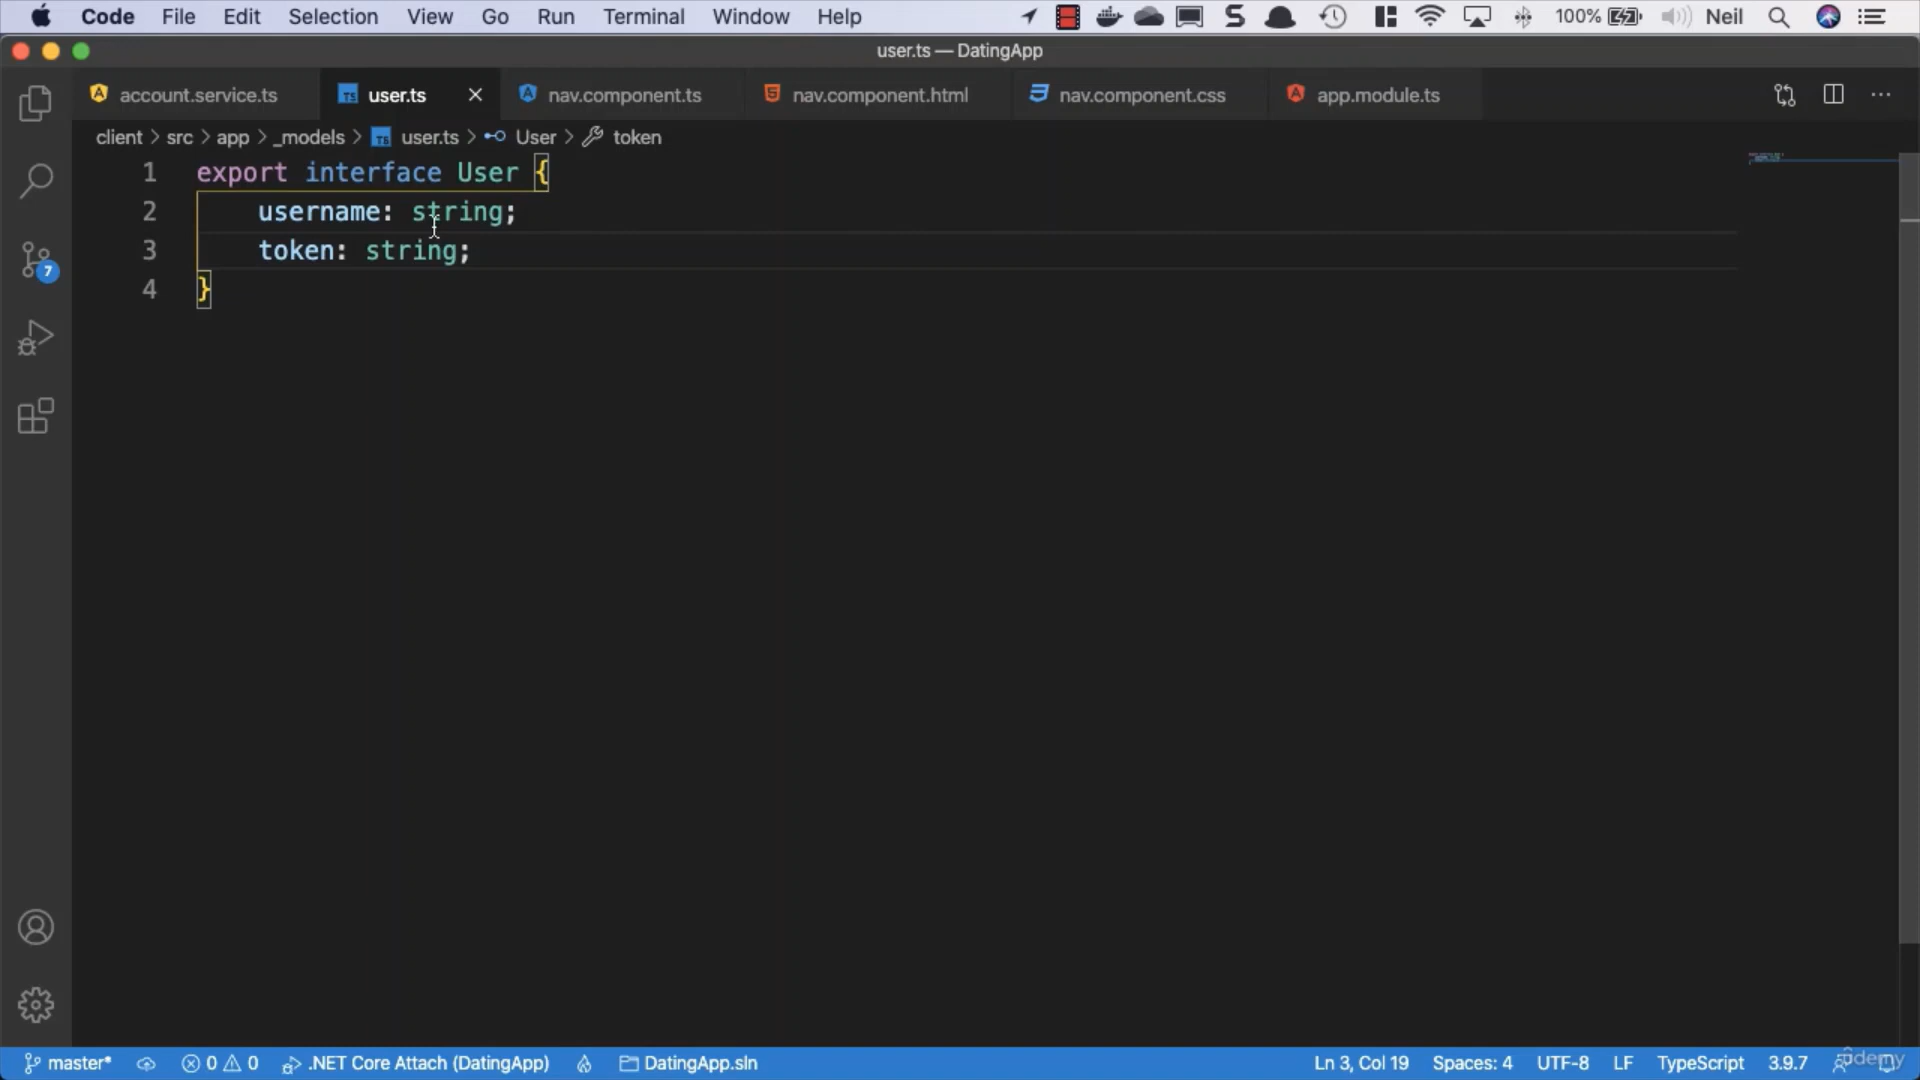 Code File Edit Selection View Go Run Terminal Window Help 100% Neil
user.ts — DatingApp
account.service.ts user.ts nav.component.ts nav.component.html nav.component.css app.module.ts
client > src > app > _models > TS user.ts > User > token
1 export interface User {
2 username: string;
3 token: string;
4 }
7
master* 0 0 .NET Core Attach (DatingApp) DatingApp.sln Ln 3, Col 19 Spaces: 4 UTF-8 LF TypeScript 3.9.7
udemy